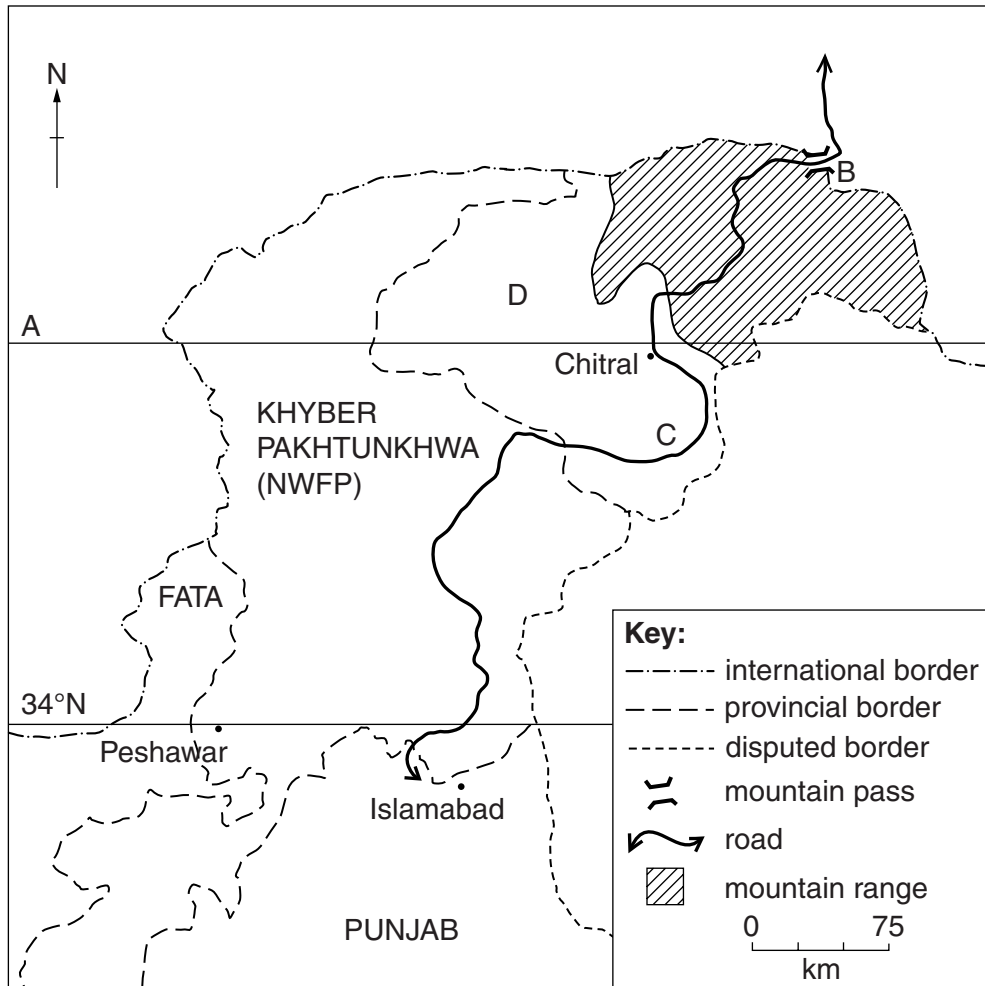 N
B
D
A
Chitral
KHYBER
PAKHTUNKHWA
(NWFP)
C
FATA
34°N
Peshawar
Islamabad
PUNJAB
Key:
international border
provincial border
disputed border
mountain pass
road
mountain range
0 75
km